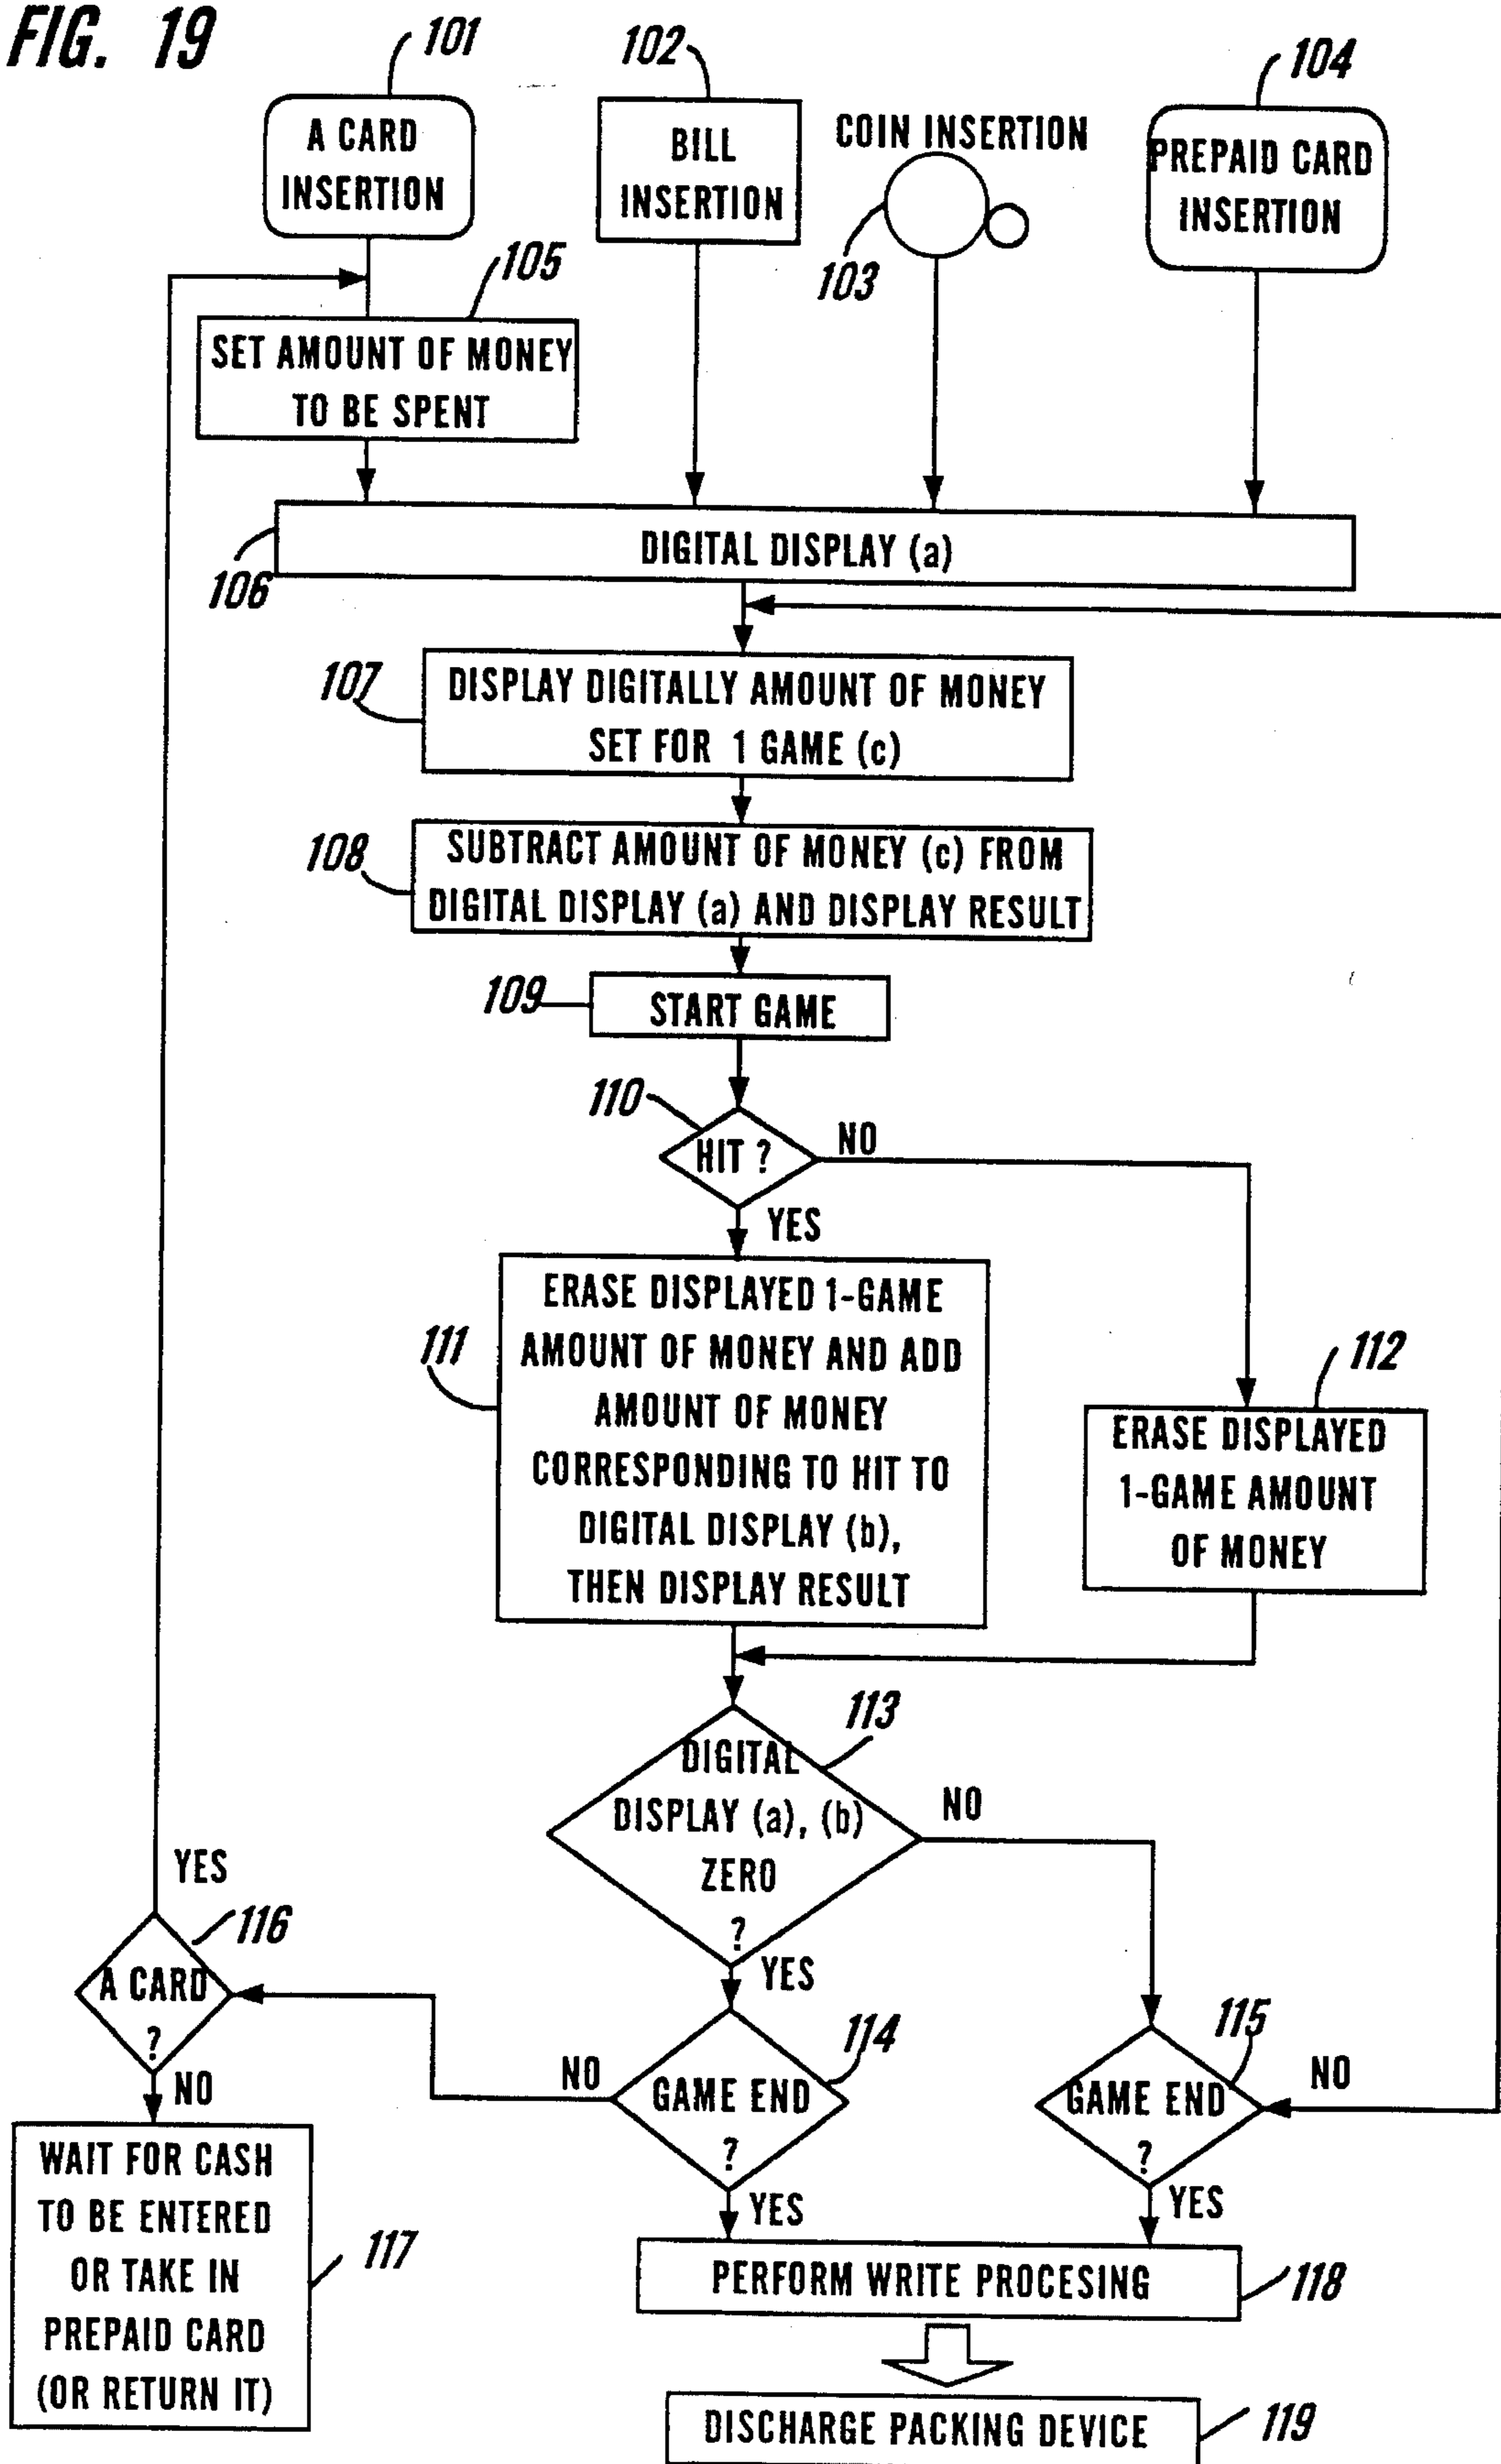 FIG. 19
101
102
104
A CARD
INSERTION
BILL
INSERTION
COIN INSERTION
103
PREPAID CARD
INSERTION
105
SET AMOUNT OF MONEY
TO BE SPENT
106
DIGITAL DISPLAY (a)
107
DISPLAY DIGITALLY AMOUNT OF MONEY
SET FOR 1 GAME (c)
108
SUBTRACT AMOUNT OF MONEY (c) FROM
DIGITAL DISPLAY (a) AND DISPLAY RESULT
109
START GAME
110
HIT ?
NO
YES
111
ERASE DISPLAYED 1-GAME
AMOUNT OF MONEY AND ADD
AMOUNT OF MONEY
CORRESPONDING TO HIT TO
DIGITAL DISPLAY (b),
THEN DISPLAY RESULT
112
ERASE DISPLAYED
1-GAME AMOUNT
OF MONEY
113
DIGITAL
DISPLAY (a), (b)
ZERO
?
NO
YES
YES
116
A CARD
?
NO
114
GAME END
?
NO
YES
115
GAME END
?
NO
YES
WAIT FOR CASH
TO BE ENTERED
OR TAKE IN
PREPAID CARD
(OR RETURN IT)
117
PERFORM WRITE PROCESING
118
DISCHARGE PACKING DEVICE
119